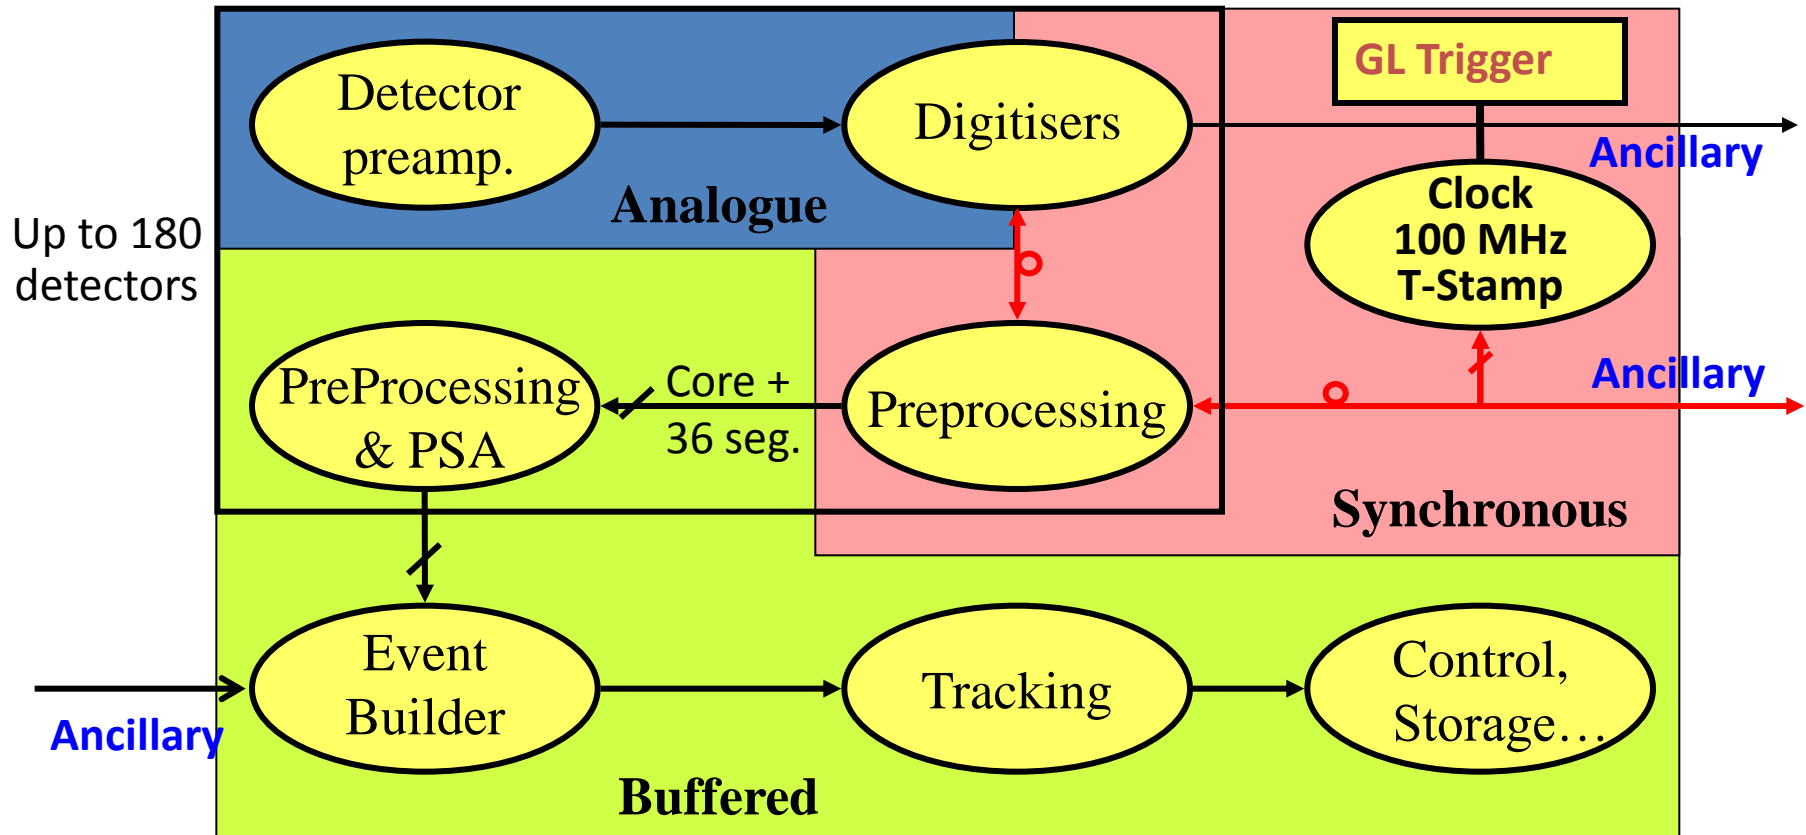 Detector
preamp.
Digitisers
GL Trigger
Ancillary
Analogue
Clock
100 MHz
T-Stamp
Up to 180
detectors
PreProcessing
& PSA
Core +
36 seg.
Preprocessing
Ancillary
Synchronous
Event
Builder
Tracking
Control,
Storage…
Ancillary
Buffered